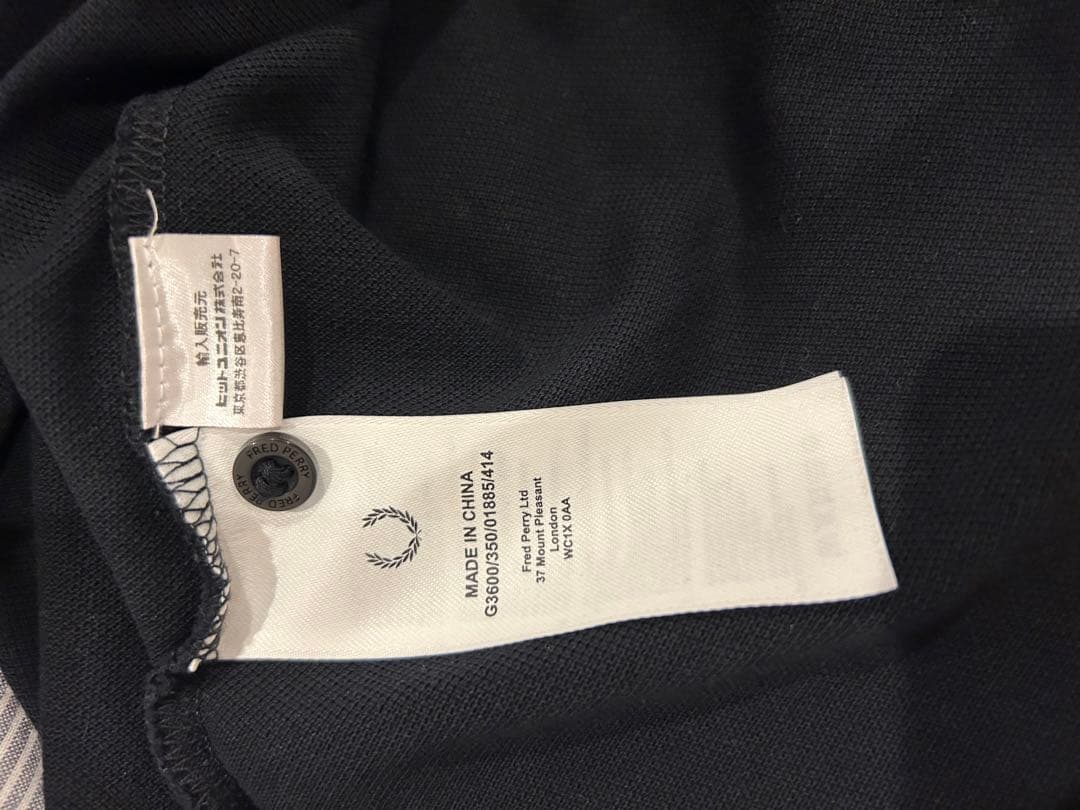 輸入販売元
ヒットユニオン株式会社
東京都渋谷区恵比寿南2-20-7
FRED PERRY
FRED PERRY
MADE IN CHINA
G3600/350/01885/414
Fred Perry Ltd
37 Mount Pleasant
London
WC1X 0AA